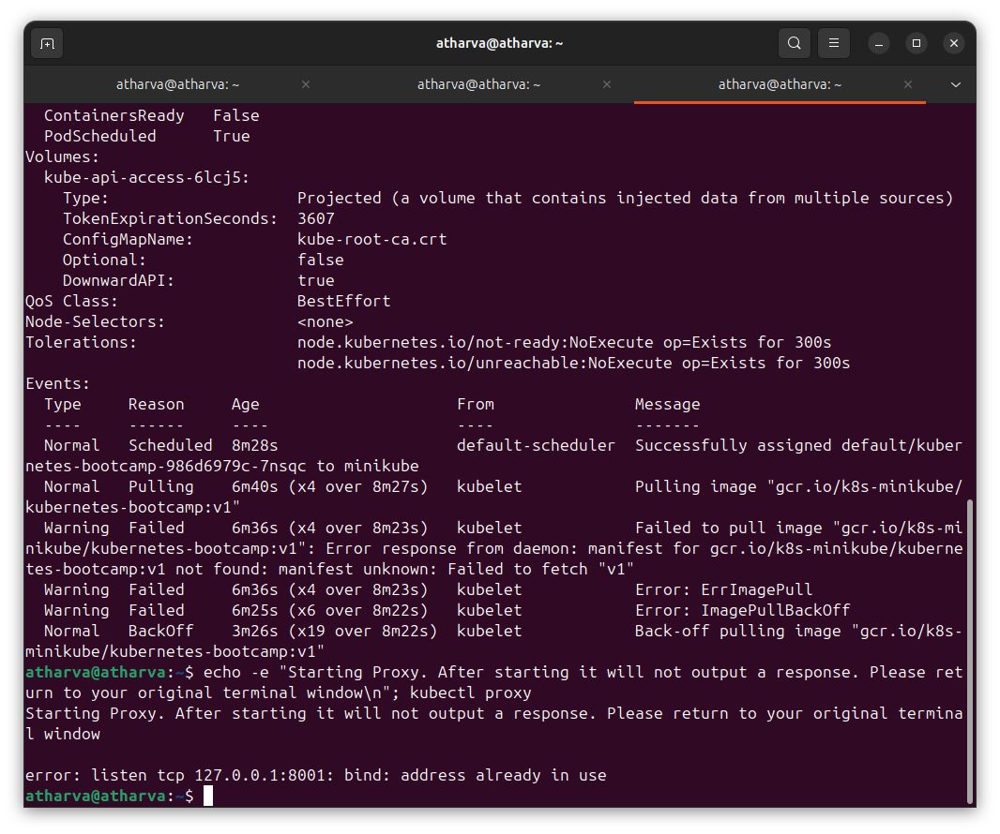 atharva@atharva: ~
atharva@atharva: ~ × atharva@atharva: ~ × atharva@atharva: ~ ×
ContainersReady False
PodScheduled True
Volumes:
kube-api-access-6lcj5:
Type: Projected (a volume that contains injected data from multiple sources)
TokenExpirationSeconds: 3607
ConfigMapName: kube-root-ca.crt
Optional: false
DownwardAPI: true
QoS Class: BestEffort
Node-Selectors: <none>
Tolerations: node.kubernetes.io/not-ready:NoExecute op=Exists for 300s
node.kubernetes.io/unreachable:NoExecute op=Exists for 300s
Events:
Type Reason Age From Message
---- ------ ---- ---- -------
Normal Scheduled 8m28s default-scheduler Successfully assigned default/kuber
netes-bootcamp-986d6979c-7nsqc to minikube
Normal Pulling 6m40s (x4 over 8m27s) kubelet Pulling image "gcr.io/k8s-minikube/
kubernetes-bootcamp:v1"
Warning Failed 6m36s (x4 over 8m23s) kubelet Failed to pull image "gcr.io/k8s-mi
nikube/kubernetes-bootcamp:v1": Error response from daemon: manifest for gcr.io/k8s-minikube/kuberne
tes-bootcamp:v1 not found: manifest unknown: Failed to fetch "v1"
Warning Failed 6m36s (x4 over 8m23s) kubelet Error: ErrImagePull
Warning Failed 6m25s (x6 over 8m22s) kubelet Error: ImagePullBackOff
Normal BackOff 3m26s (x19 over 8m22s) kubelet Back-off pulling image "gcr.io/k8s-
minikube/kubernetes-bootcamp:v1"
atharva@atharva:~$ echo -e "Starting Proxy. After starting it will not output a response. Please ret
urn to your original terminal window\n"; kubectl proxy
Starting Proxy. After starting it will not output a response. Please return to your original termina
l window
error: listen tcp 127.0.0.1:8001: bind: address already in use
atharva@atharva:~$